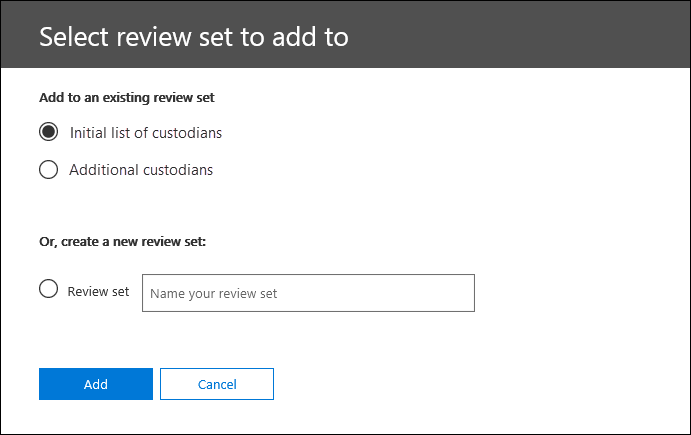 Select review set to add to
Add to an existing review set
Initial list of custodians
Additional custodians
Or, create a new review set:
Review set Name your review set
Add Cancel